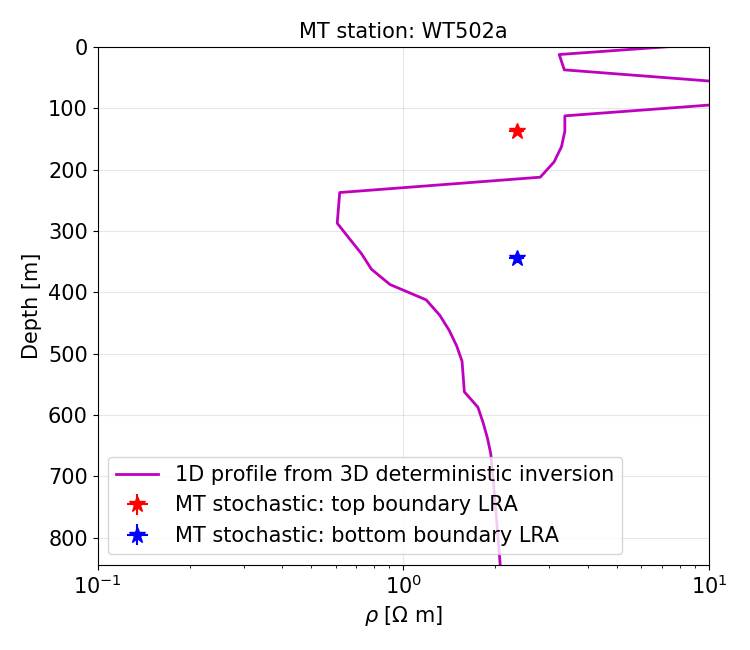 MT station: WT502a
0
100
200
300
400
500
600
700
800
Depth [m]
1D profile from 3D deterministic inversion
MT stochastic: top boundary LRA
MT stochastic: bottom boundary LRA
10⁻¹
10⁰
10¹
ρ [Ω m]